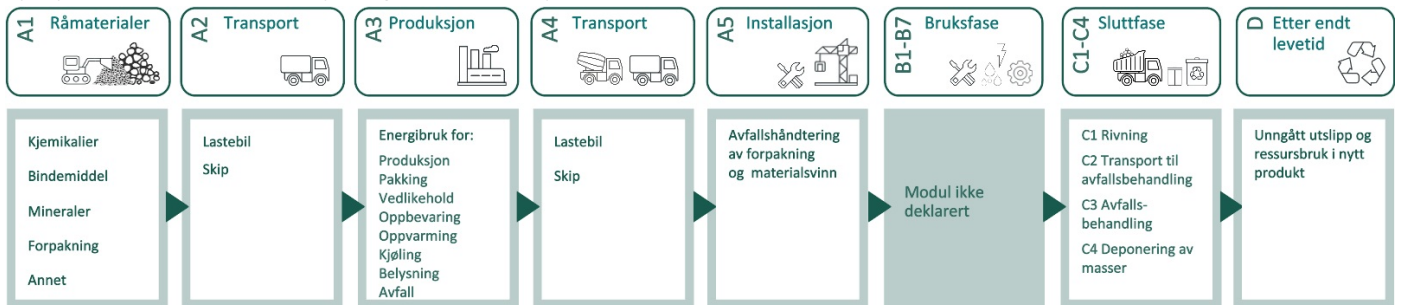 A1 Råmaterialer
A2 Transport
A3 Produksjon
A4 Transport
A5 Installasjon
B1-B7 Bruksfase
C1-C4 Sluttfase
D Etter endt
levetid
Kjemikalier
Bindemiddel
Mineraler
Forpakning
Annet
Lastebil
Skip
Energibruk for:
Produksjon
Pakking
Vedlikehold
Oppbevaring
Oppvarming
Kjøling
Belysning
Avfall
Lastebil
Skip
Avfallshåndtering
av forpakning
og materialsvinn
Modul ikke
deklarert
C1 Rivning
C2 Transport til
avfallsbehandling
C3 Avfalls-
behandling
C4 Deponering av
masser
Unngått utslipp og
ressursbruk i nytt
produkt